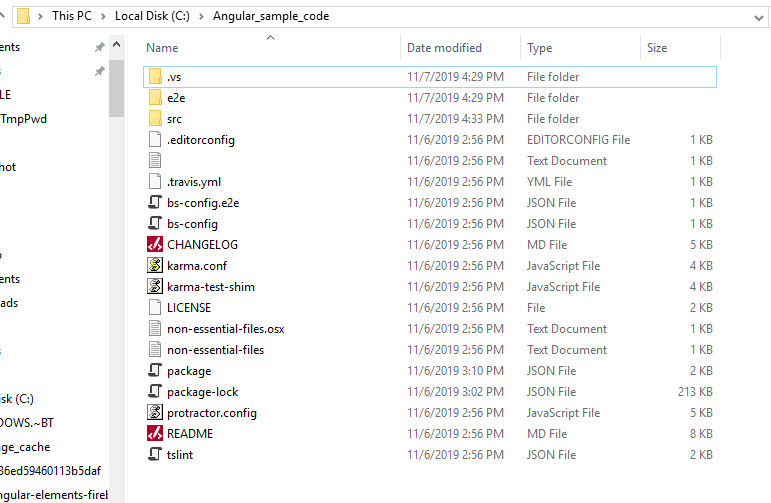 This PC > Local Disk (C:) > Angular_sample_code
Name Date modified Type Size
ents
.vs 11/7/2019 4:29 PM File folder
LE
e2e 11/7/2019 4:29 PM File folder
TmpPwd
src 11/7/2019 4:33 PM File folder
.editorconfig 11/6/2019 2:56 PM EDITORCONFIG File 1 KB
hot
11/6/2019 2:56 PM Text Document 1 KB
.travis.yml 11/6/2019 2:56 PM YML File 1 KB
bs-config.e2e 11/6/2019 2:56 PM JSON File 1 KB
bs-config 11/6/2019 2:56 PM JSON File 1 KB
CHANGELOG 11/6/2019 2:56 PM MD File 5 KB
karma.conf 11/6/2019 2:56 PM JavaScript File 4 KB
ents
karma-test-shim 11/6/2019 2:56 PM JavaScript File 4 KB
ads
LICENSE 11/6/2019 2:56 PM File 2 KB
non-essential-files.osx 11/6/2019 2:56 PM Text Document 1 KB
non-essential-files 11/6/2019 2:56 PM Text Document 1 KB
package 11/6/2019 3:10 PM JSON File 2 KB
package-lock 11/6/2019 3:02 PM JSON File 213 KB
isk (C:)
protractor.config 11/6/2019 2:56 PM JavaScript File 5 KB
DOWS.~BT
README 11/6/2019 2:56 PM MD File 8 KB
ge_cache
tslint 11/6/2019 2:56 PM JSON File 2 KB
36ed59460113b5daf
ngular-elements-fireb